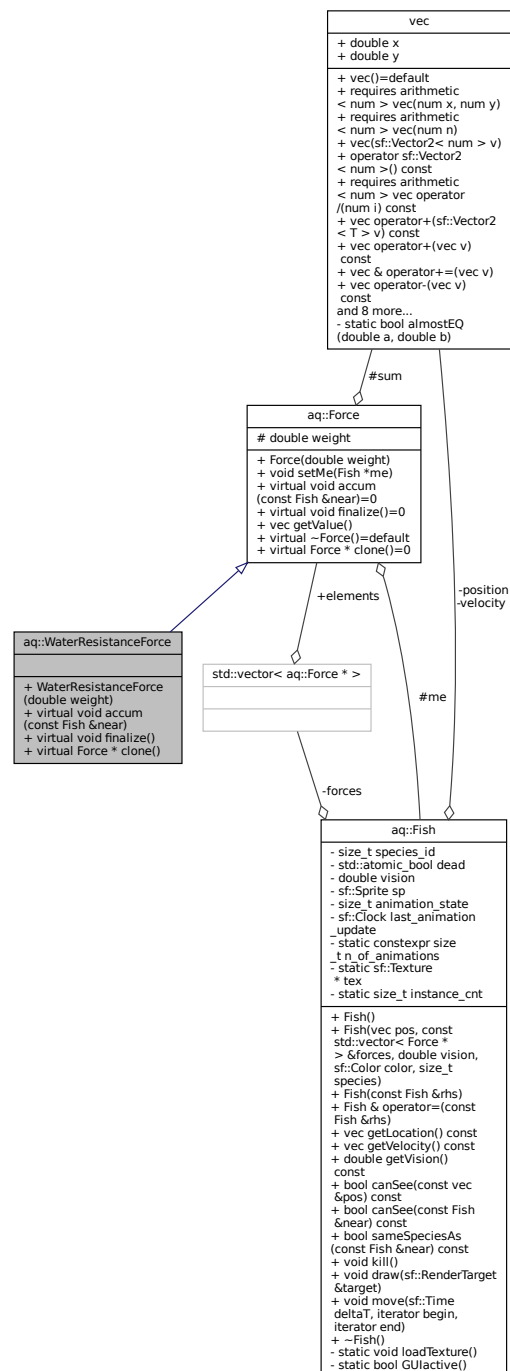 vec
+ double x
+ double y
+ vec()=default
+ requires arithmetic
< num > vec(num x, num y)
+ requires arithmetic
< num > vec(num n)
+ vec(sf::Vector2< num > v)
+ operator sf::Vector2
< num >() const
+ requires arithmetic
< num > vec operator
/(num i) const
+ vec operator+(sf::Vector2
< T > v) const
+ vec operator+(vec v)
const
+ vec & operator+=(vec v)
+ vec operator-(vec v)
const
and 8 more...
- static bool almostEQ
(double a, double b)
#sum
aq::Force
# double weight
+ Force(double weight)
+ void setMe(Fish *me)
+ virtual void accum
(const Fish &near)=0
+ virtual void finalize()=0
+ vec getValue()
+ virtual ~Force()=default
+ virtual Force * clone()=0
-position
-velocity
+elements
aq::WaterResistanceForce
+ WaterResistanceForce
(double weight)
+ virtual void accum
(const Fish &near)
+ virtual void finalize()
+ virtual Force * clone()
std::vector< aq::Force * >
#me
-forces
aq::Fish
- size_t species_id
- std::atomic_bool dead
- double vision
- sf::Sprite sp
- size_t animation_state
- sf::Clock last_animation
_update
- static constexpr size
_t n_of_animations
- static sf::Texture
* tex
- static size_t instance_cnt
+ Fish()
+ Fish(vec pos, const
std::vector< Force *
> &forces, double vision,
sf::Color color, size_t
species)
+ Fish(const Fish &rhs)
+ Fish & operator=(const
Fish &rhs)
+ vec getLocation() const
+ vec getVelocity() const
+ double getVision()
const
+ bool canSee(const vec
&pos) const
+ bool canSee(const Fish
&near) const
+ bool sameSpeciesAs
(const Fish &near) const
+ void kill()
+ void draw(sf::RenderTarget
&target)
+ void move(sf::Time
deltaT, iterator begin,
iterator end)
+ ~Fish()
- static void loadTexture()
- static bool GUIactive()